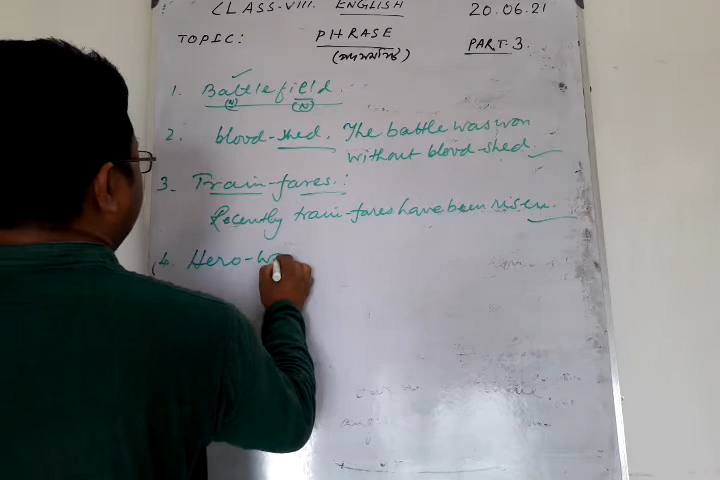 CLASS-VIII. ENGLISH 20.06.21
TOPIC: PHRASE PART-3.
1. Battlefield.
(N) (N)
2. blood-shed. The battle was won
without blood-shed.
3. Train-fares.:
Recently train-fares have been risen.
4. Hero-w